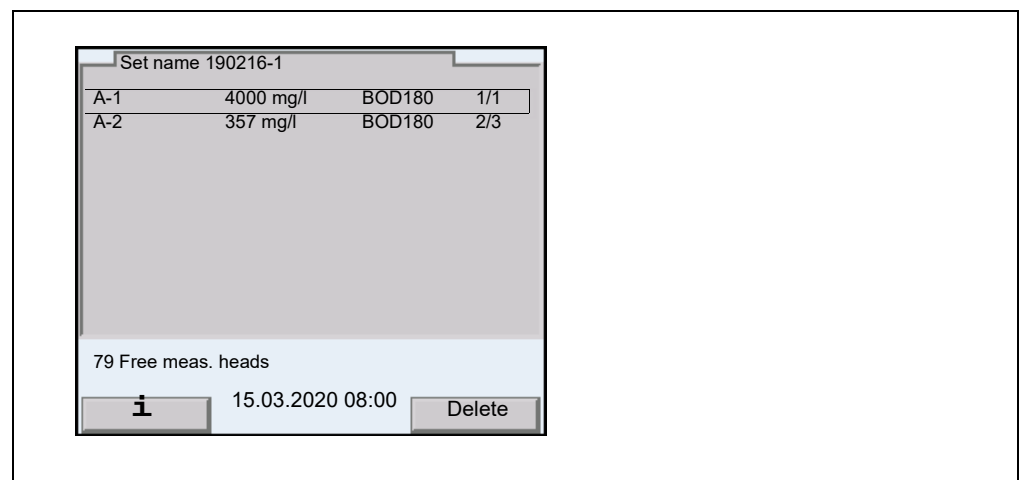 Set name 190216-1
A-1 4000 mg/l BOD180 1/1
A-2 357 mg/l BOD180 2/3
79 Free meas. heads
i 15.03.2020 08:00 Delete